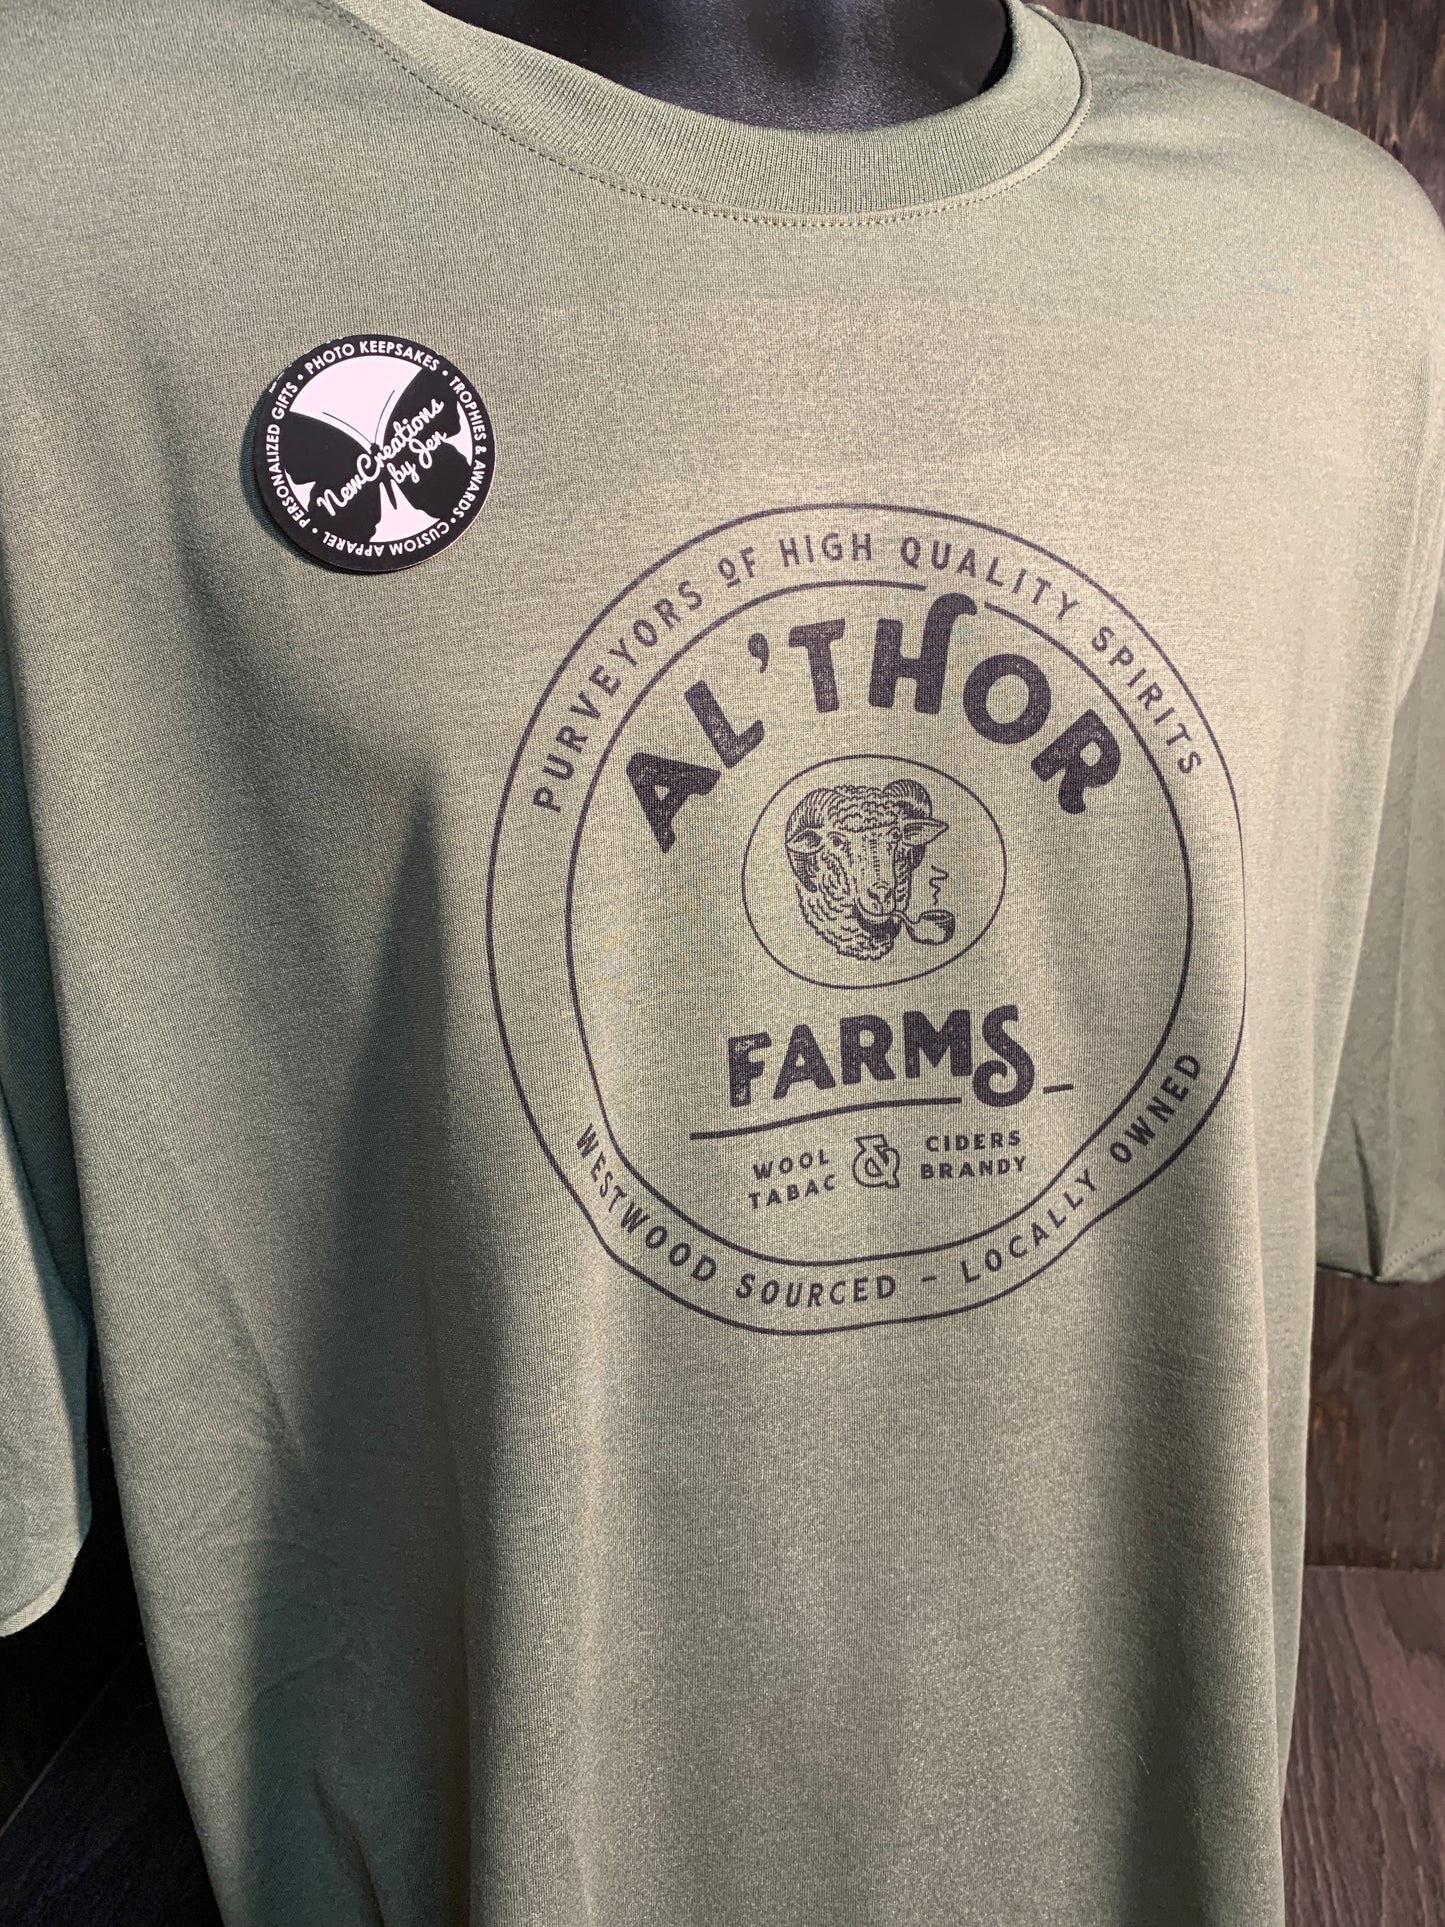 PERSONALIZED GIFTS • PHOTO KEEPSAKES • TROPHIES & AWARDS • CUSTOM APPAREL •
NewCreations
by Jen
PURVEYORS OF HIGH QUALITY SPIRITS
AL'THOR
FARMS
WOOL & CIDERS
TABAC BRANDY
WESTWOOD SOURCED – LOCALLY OWNED